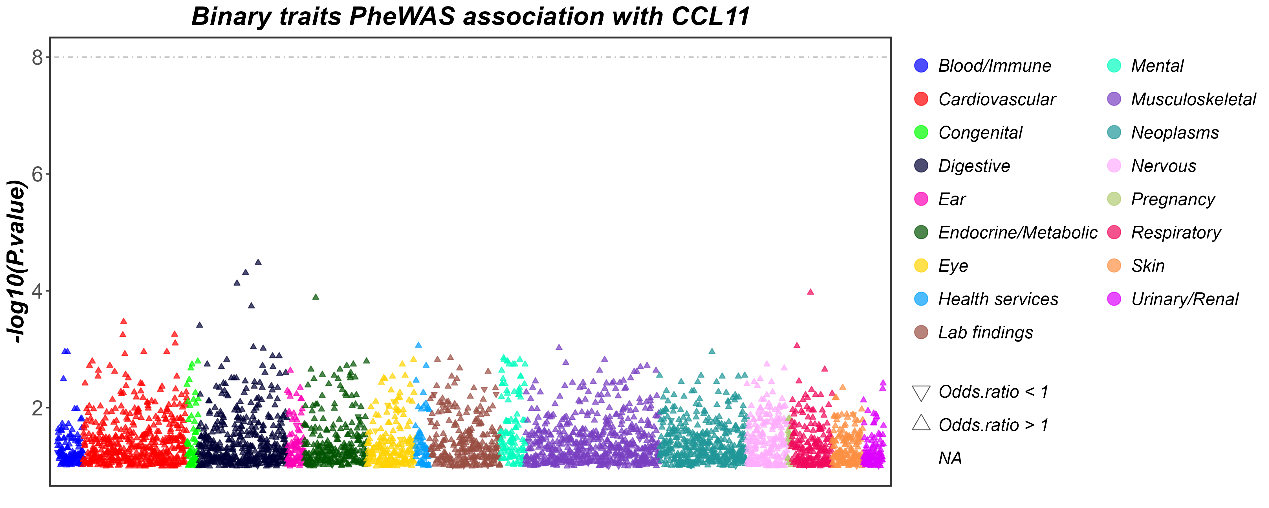 Binary traits PheWAS association with CCL11
-log10(P.value)
8
6
4
2
Blood/Immune
Cardiovascular
Congenital
Digestive
Ear
Endocrine/Metabolic
Eye
Health services
Lab findings
Mental
Musculoskeletal
Neoplasms
Nervous
Pregnancy
Respiratory
Skin
Urinary/Renal
Odds.ratio < 1
Odds.ratio > 1
NA